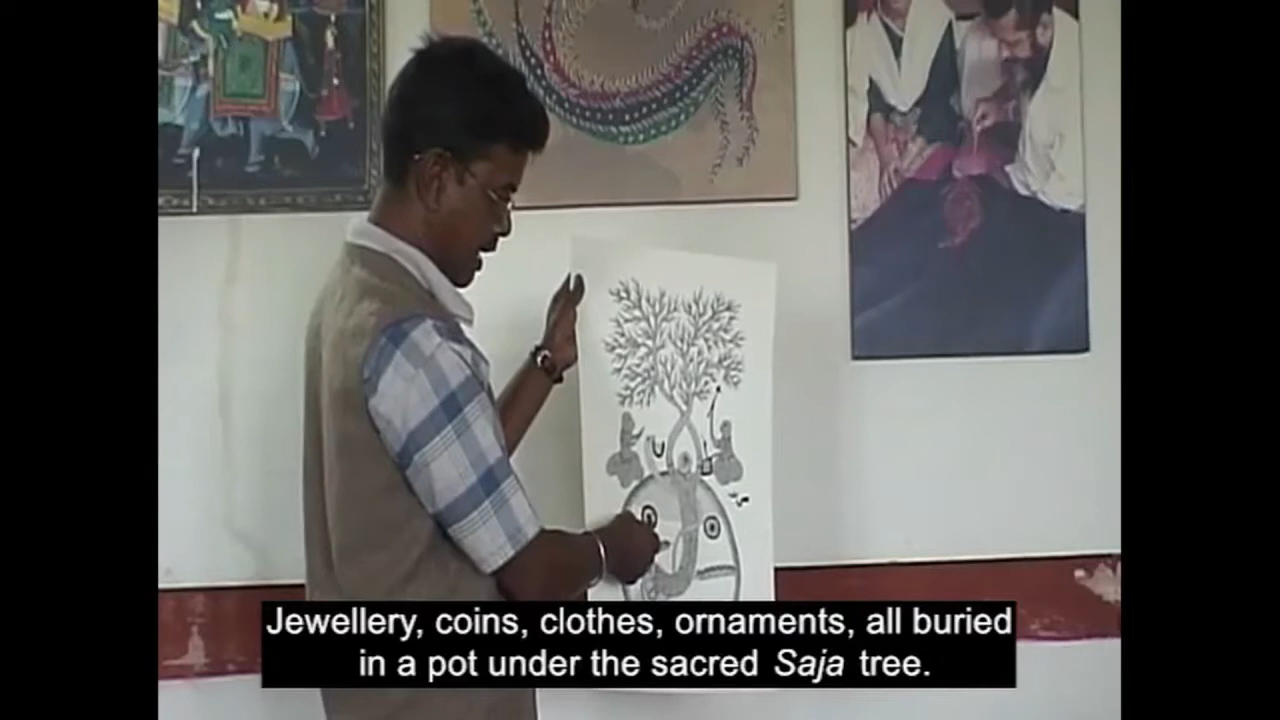 Jewellery, coins, clothes, ornaments, all buried
in a pot under the sacred Saja tree.